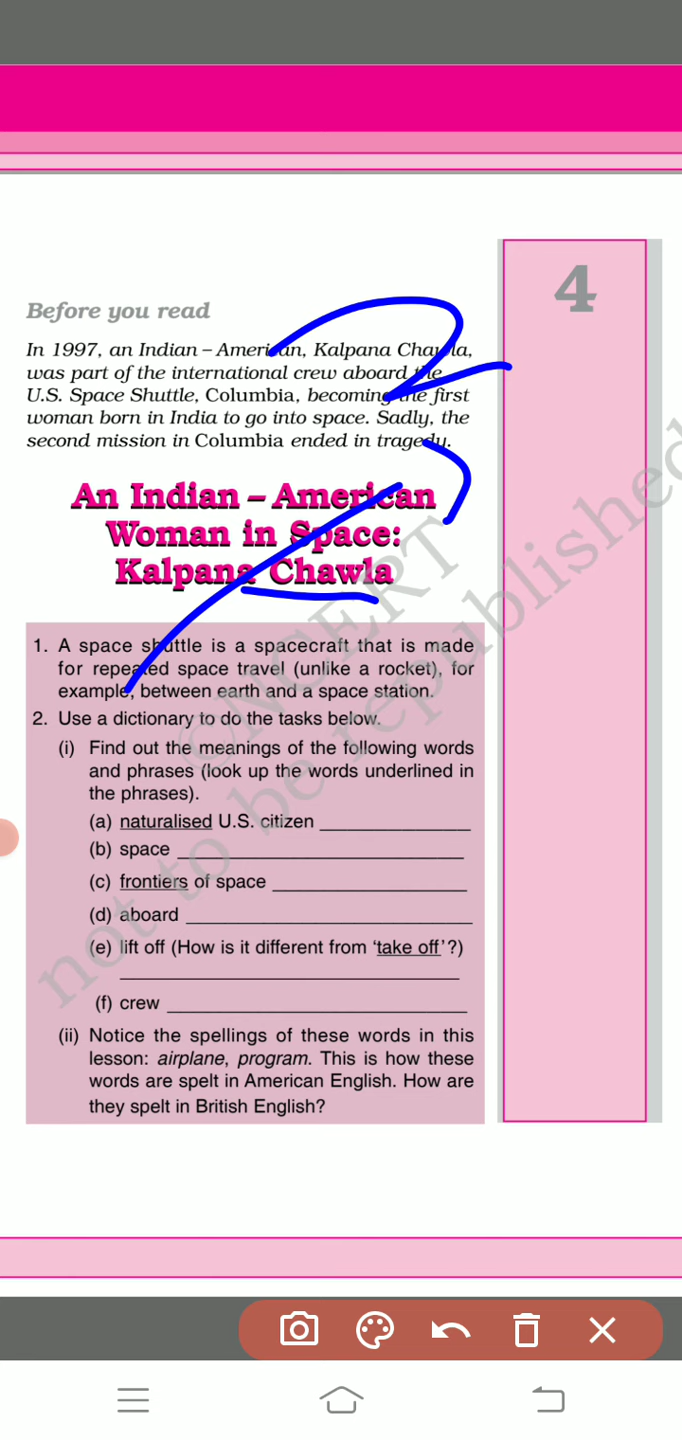 4
Before you read
In 1997, an Indian – American, Kalpana Chawla,
was part of the international crew aboard the
U.S. Space Shuttle, Columbia, becoming the first
woman born in India to go into space. Sadly, the
second mission in Columbia ended in tragedy.
An Indian – American
Woman in Space:
Kalpana Chawla
1. A space shuttle is a spacecraft that is made
for repeated space travel (unlike a rocket), for
example, between earth and a space station.
2. Use a dictionary to do the tasks below.
(i) Find out the meanings of the following words
and phrases (look up the words underlined in
the phrases).
(a) naturalised U.S. citizen
(b) space
(c) frontiers of space
(d) aboard
(e) lift off (How is it different from ‘take off’?)
(f) crew
(ii) Notice the spellings of these words in this
lesson: airplane, program. This is how these
words are spelt in American English. How are
they spelt in British English?
©NCERT
not to be republished